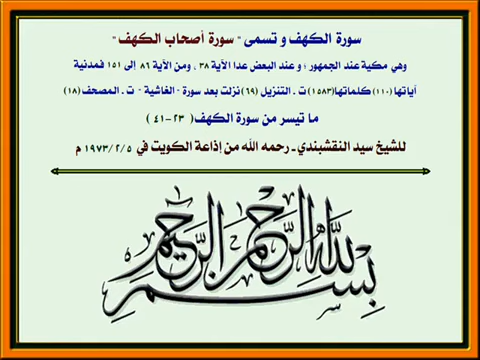 سورة الكهف و تسمى " سورة أصحاب الكهف "
وهي مكية عند الجمهور ؛ و عند البعض عدا الآية ٣٨ ، ومن الآية ٨٦ إلى ١٥١ فمدنية
آياتها (١١٠) كلماتها(١٥٨٣) ت . التنزيل (٦٩) نزلت بعد سورة - الغاشية - ت . المصحف (١٨)
ما تيسر من سورة الكهف( ٢٣-٤١ )
للشيخ سيد النقشبندي - رحمه الله من إذاعة الكويت في ١٩٧٣/٢/٥ م
بسم الله الرحمن الرحيم